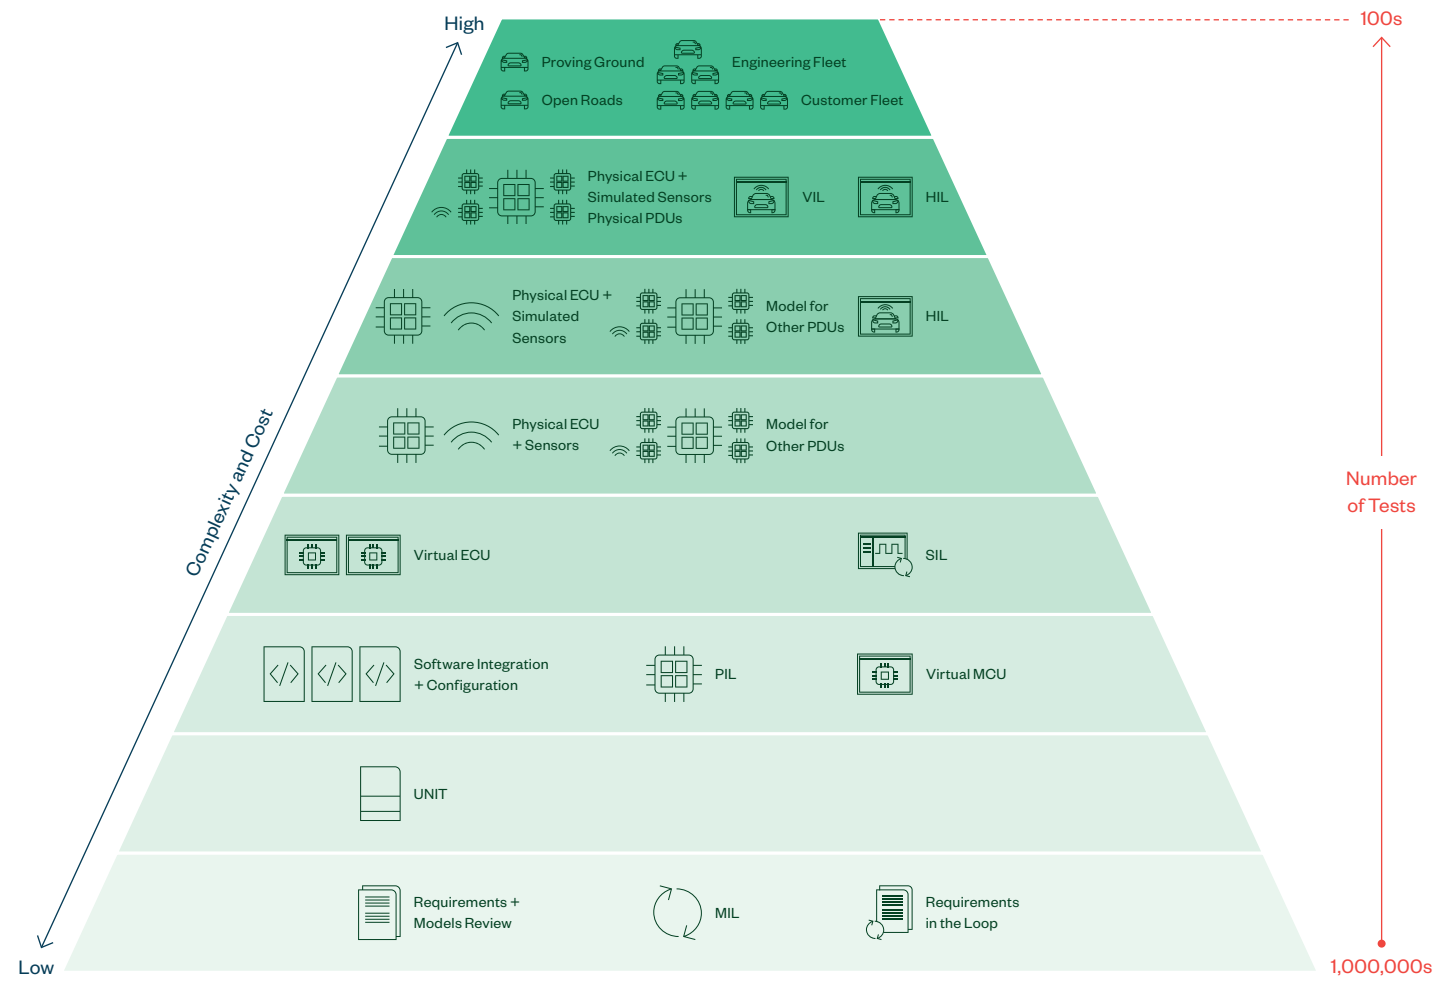 High
100s
Proving Ground
Engineering Fleet
Open Roads
Customer Fleet
Physical ECU +
Simulated Sensors
Physical PDUs
VIL
HIL
Physical ECU +
Simulated
Sensors
Model for
Other PDUs
HIL
Physical ECU
+ Sensors
Model for
Other PDUs
Complexity and Cost
Number
of Tests
Virtual ECU
SIL
Software Integration
+ Configuration
PIL
Virtual MCU
UNIT
Requirements +
Models Review
MIL
Requirements
in the Loop
Low
1,000,000s